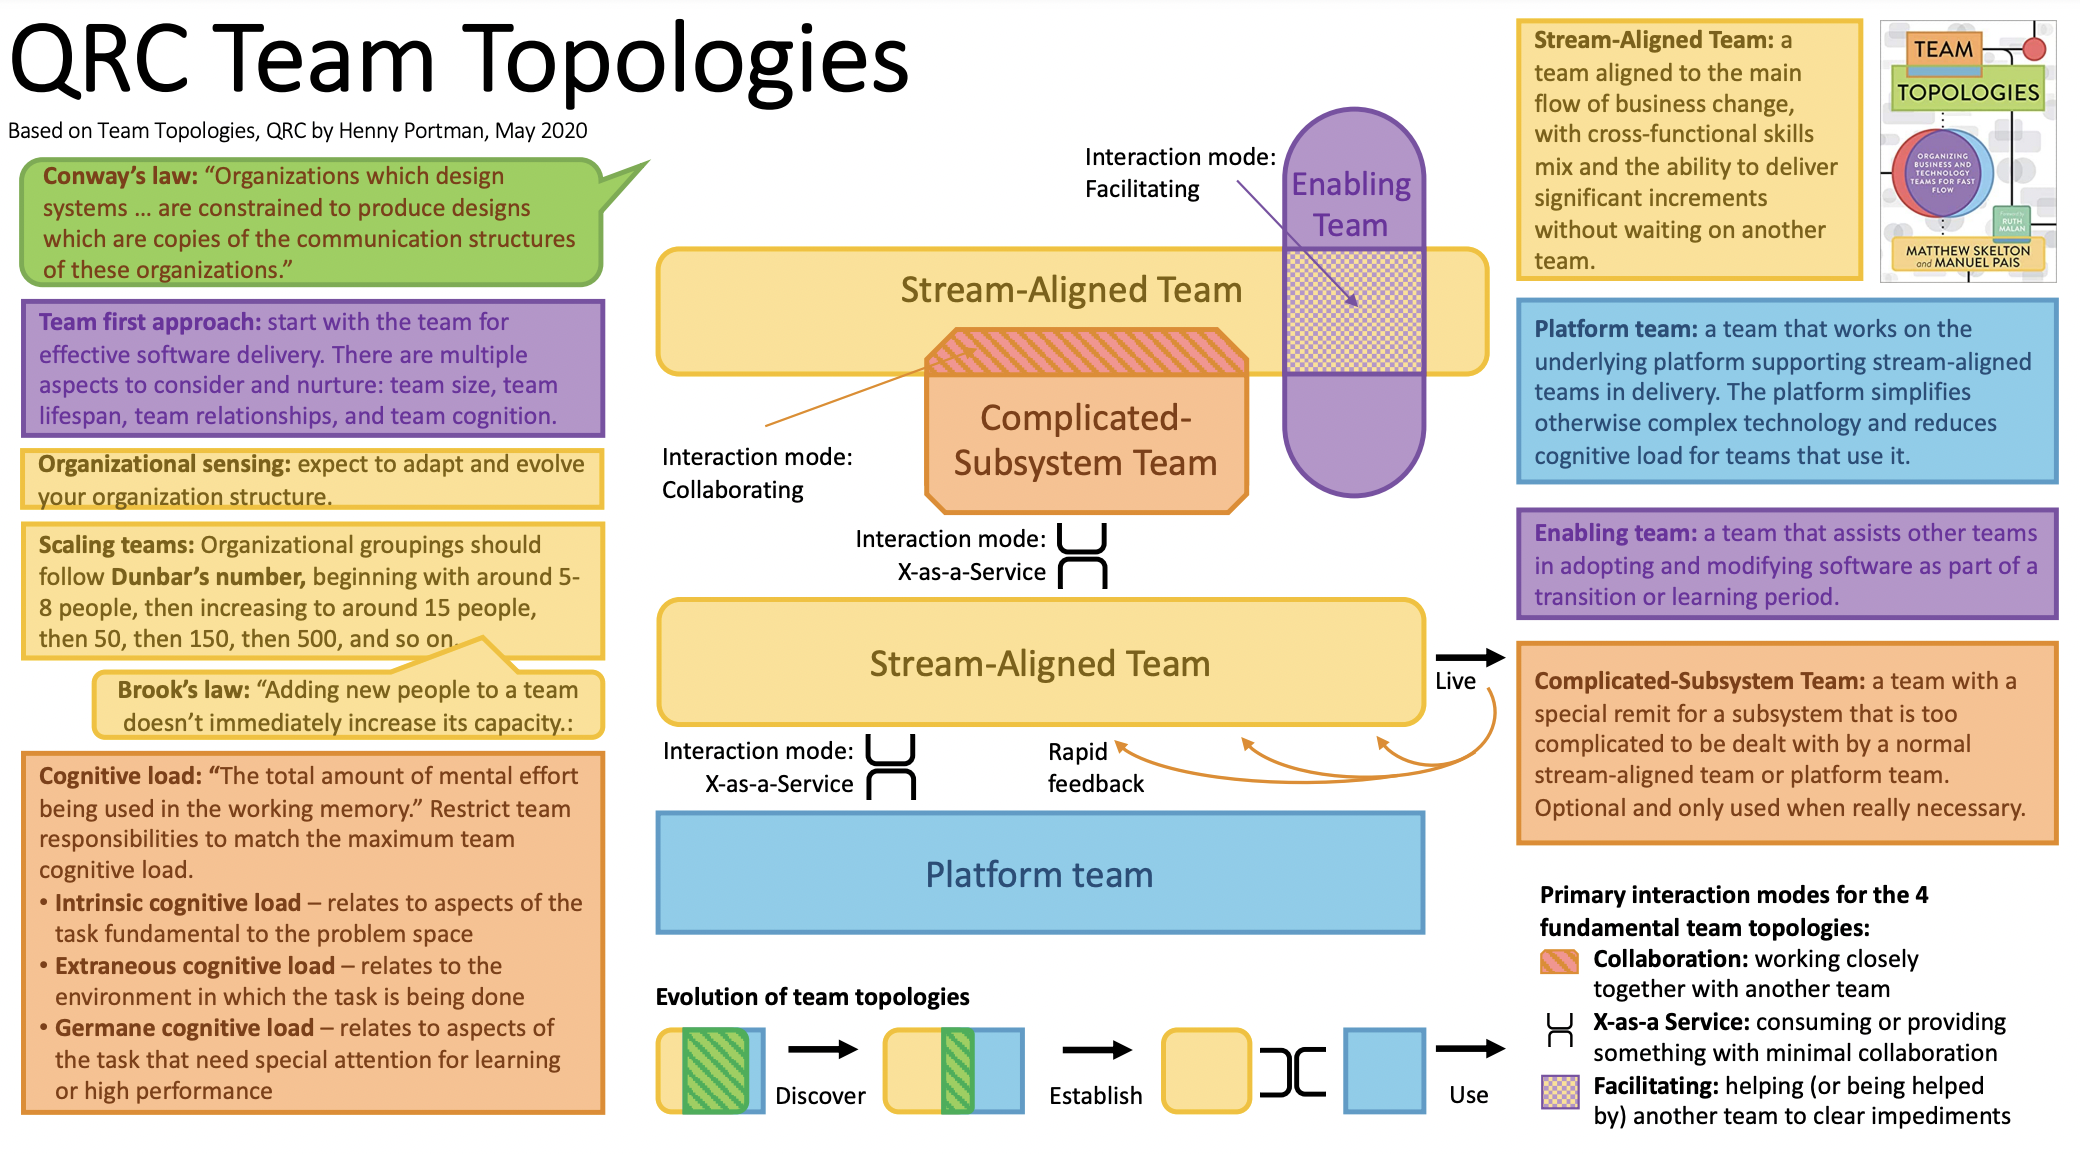 QRC Team Topologies
Based on Team Topologies, QRC by Henny Portman, May 2020
Conway’s law: “Organizations which design
systems ... are constrained to produce designs
which are copies of the communication structures
of these organizations.”
Team first approach: start with the team for
effective software delivery. There are multiple
aspects to consider and nurture: team size, team
lifespan, team relationships, and team cognition.
Organizational sensing: expect to adapt and evolve
your organization structure.
Scaling teams: Organizational groupings should
follow Dunbar’s number, beginning with around 5-
8 people, then increasing to around 15 people,
then 50, then 150, then 500, and so on.
Brook’s law: “Adding new people to a team
doesn’t immediately increase its capacity.:
Cognitive load: “The total amount of mental effort
being used in the working memory.” Restrict team
responsibilities to match the maximum team
cognitive load.
• Intrinsic cognitive load – relates to aspects of the
task fundamental to the problem space
• Extraneous cognitive load – relates to the
environment in which the task is being done
• Germane cognitive load – relates to aspects of
the task that need special attention for learning
or high performance
Interaction mode:
Facilitating
Enabling
Team
Stream-Aligned Team
Complicated-
Subsystem Team
Interaction mode:
Collaborating
Interaction mode:
X-as-a-Service
Stream-Aligned Team
Live
Interaction mode:
X-as-a-Service
Rapid
feedback
Platform team
Evolution of team topologies
Discover
Establish
Use
Stream-Aligned Team: a
team aligned to the main
flow of business change,
with cross-functional skills
mix and the ability to deliver
significant increments
without waiting on another
team.
TEAM
TOPOLOGIES
ORGANIZING
BUSINESS AND
TECHNOLOGY
TEAMS FOR FAST
FLOW
Foreword by
RUTH
MALAN
MATTHEW SKELTON
and MANUEL PAIS
Platform team: a team that works on the
underlying platform supporting stream-aligned
teams in delivery. The platform simplifies
otherwise complex technology and reduces
cognitive load for teams that use it.
Enabling team: a team that assists other teams
in adopting and modifying software as part of a
transition or learning period.
Complicated-Subsystem Team: a team with a
special remit for a subsystem that is too
complicated to be dealt with by a normal
stream-aligned team or platform team.
Optional and only used when really necessary.
Primary interaction modes for the 4
fundamental team topologies:
Collaboration: working closely
together with another team
X-as-a Service: consuming or providing
something with minimal collaboration
Facilitating: helping (or being helped
by) another team to clear impediments